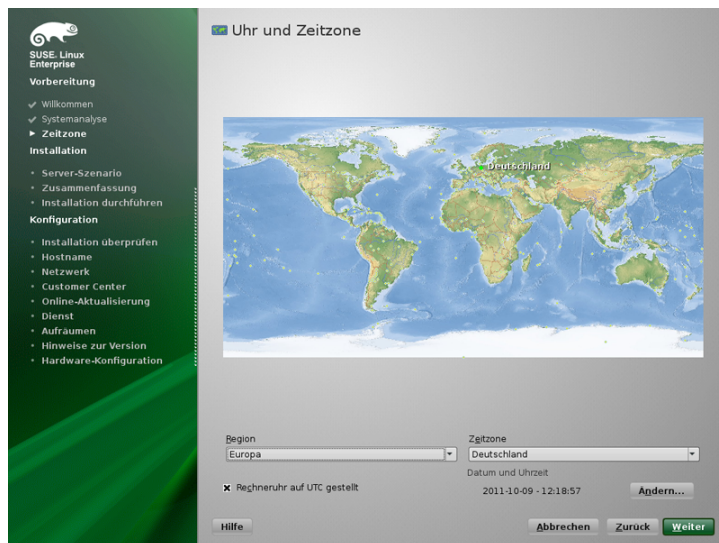 SUSE. Linux
Enterprise
Vorbereitung
Willkommen
Systemanalyse
Zeitzone
Installation
Server-Szenario
Zusammenfassung
Installation durchführen
Konfiguration
Installation überprüfen
Hostname
Netzwerk
Customer Center
Online-Aktualisierung
Dienst
Aufräumen
Hinweise zur Version
Hardware-Konfiguration
Uhr und Zeitzone
Deutschland
Region
Europa
Zeitzone
Deutschland
Rechneruhr auf UTC gestellt
Datum und Uhrzeit
2011-10-09 - 12:18:57
Ändern...
Hilfe
Abbrechen
Zurück
Weiter